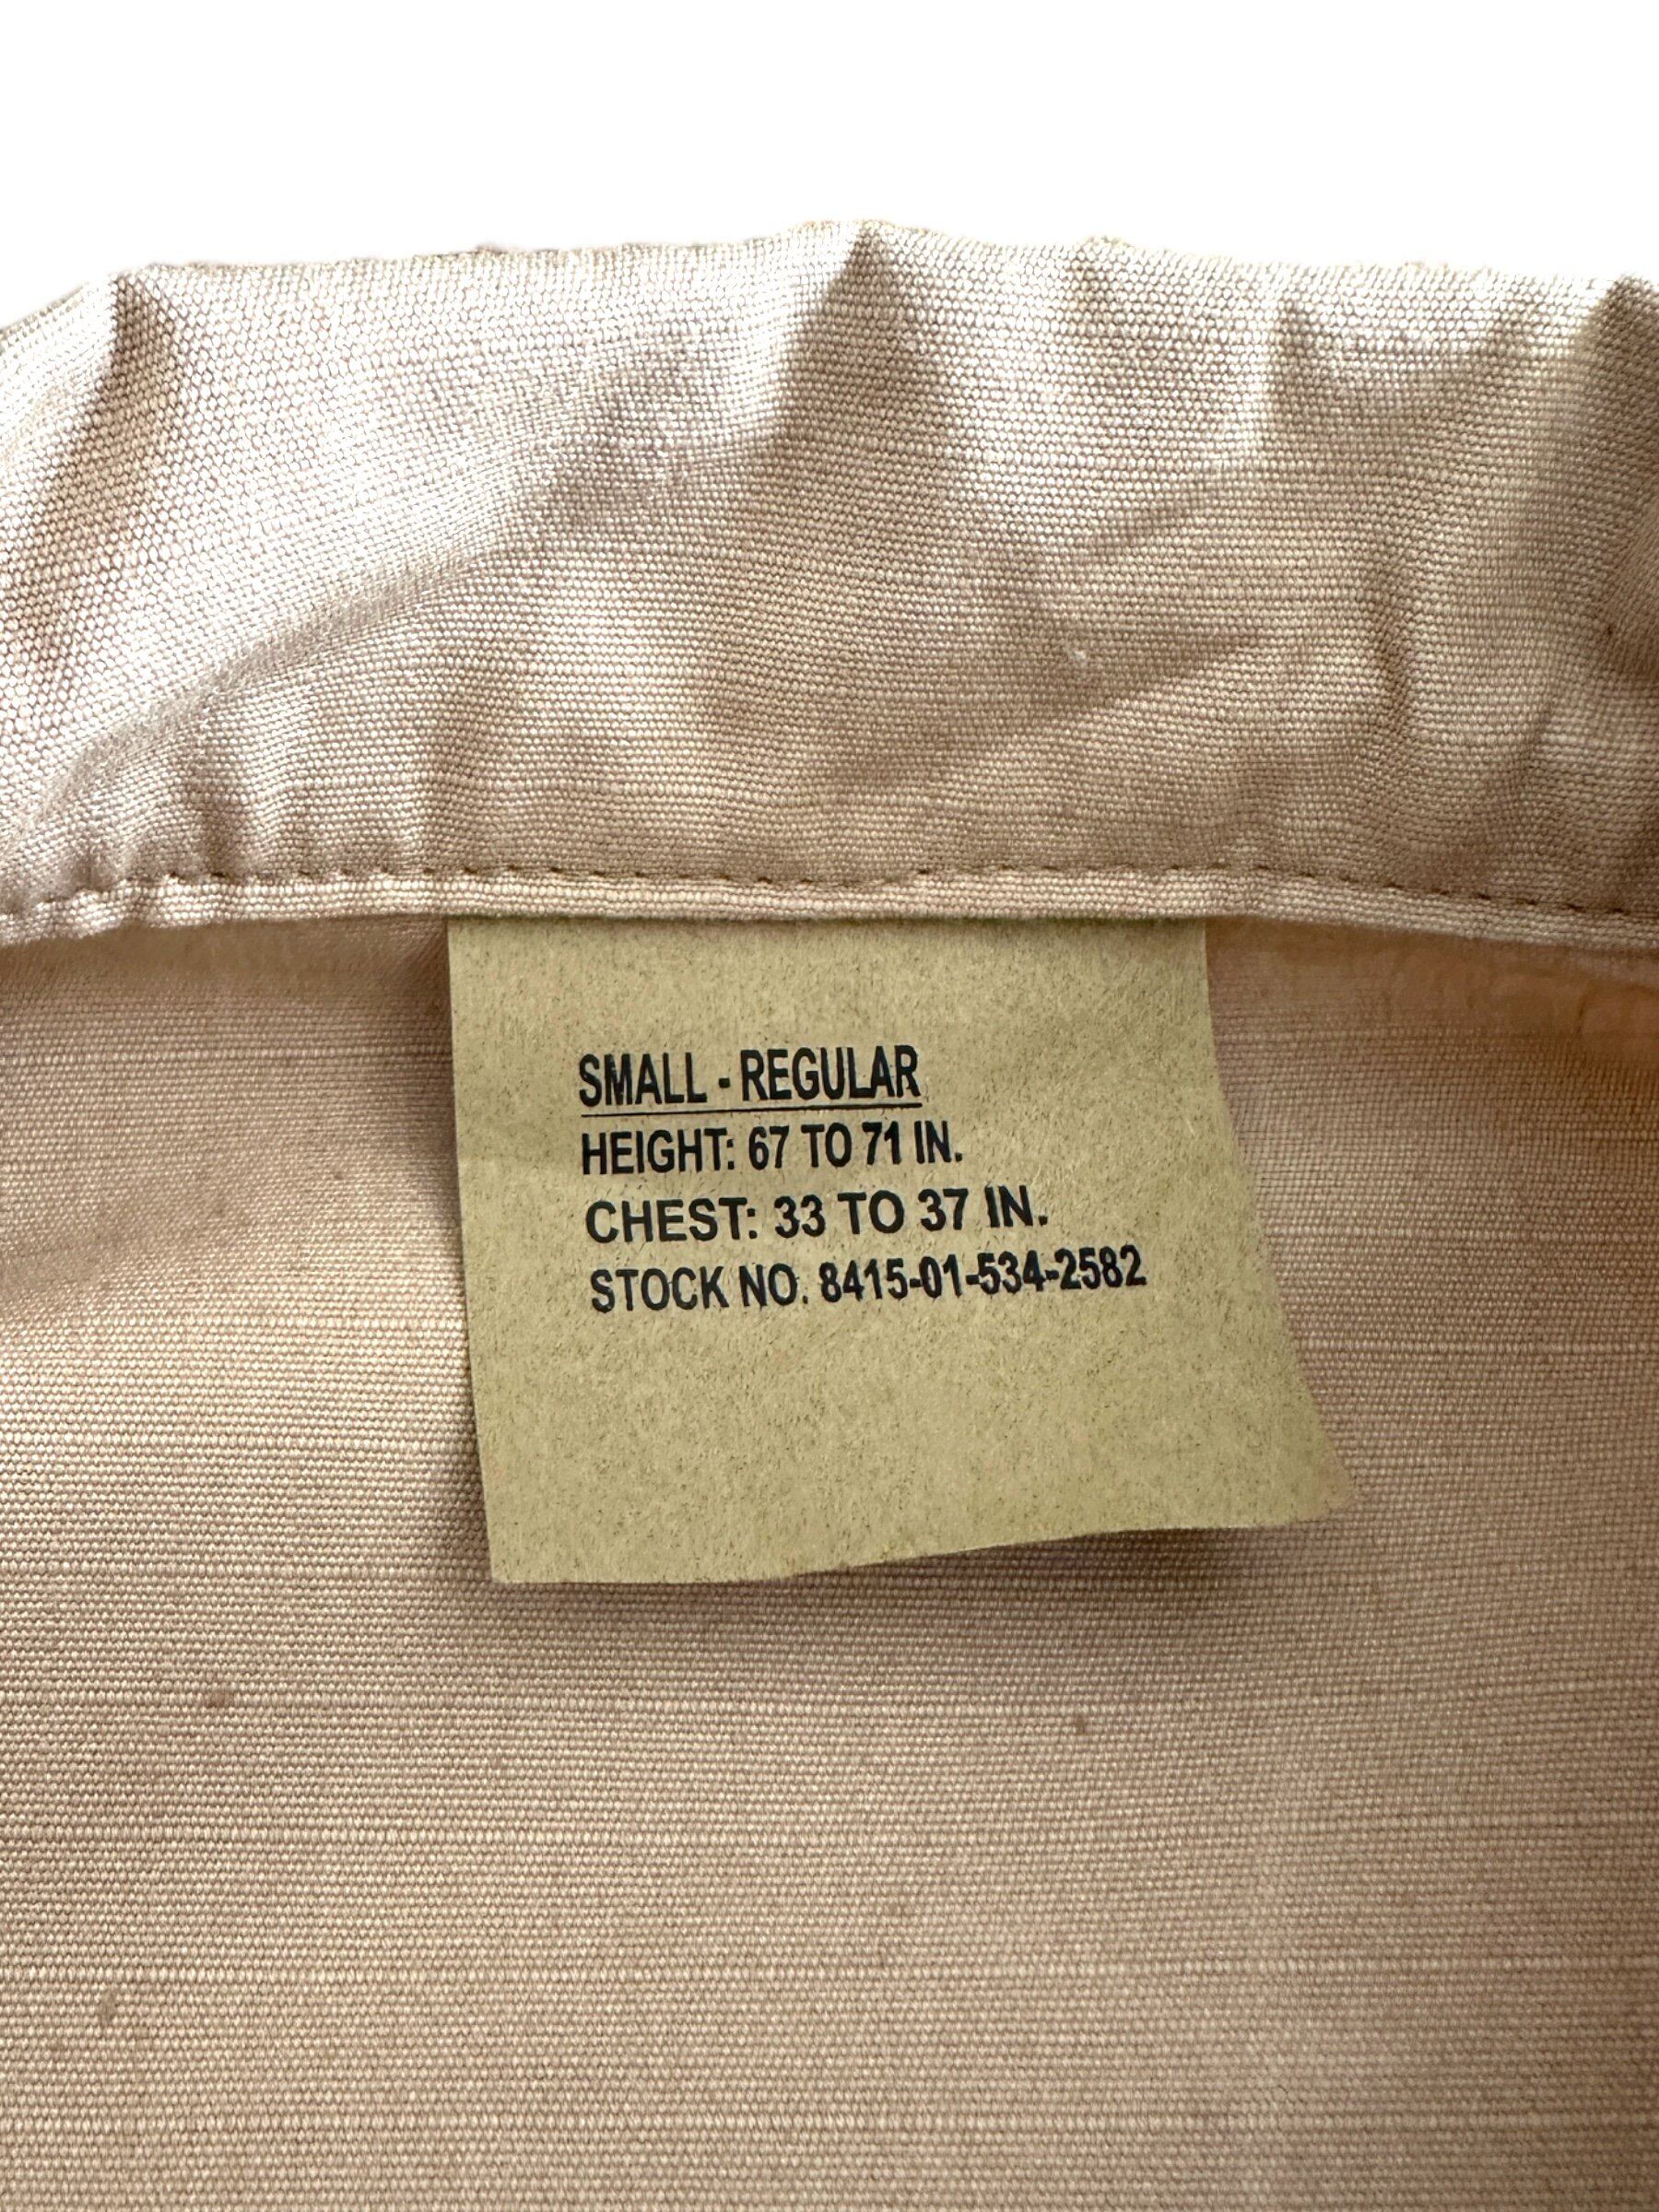 SMALL - REGULAR
HEIGHT: 67 TO 71 IN.
CHEST: 33 TO 37 IN.
STOCK NO. 8415-01-534-2582